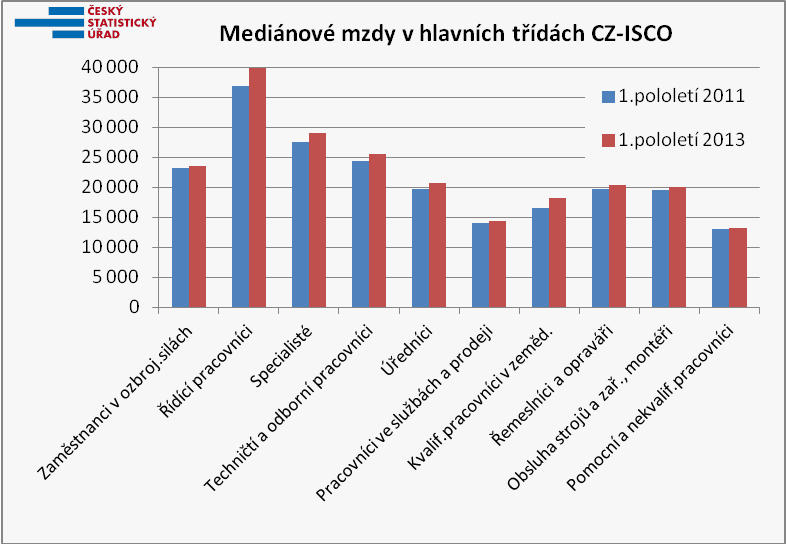 ČESKÝ
STATISTICKÝ
ÚŘAD
Mediánové mzdy v hlavních třídách CZ-ISCO
40 000
35 000
30 000
25 000
20 000
15 000
10 000
5 000
0
1.pololetí 2011
1.pololetí 2013
Zaměstnanci v ozbroj.silách
Řídící pracovníci
Specialisté
Techničtí a odborní pracovníci
Úředníci
Pracovníci ve službách a prodeji
Kvalif.pracovníci v zeměd.
Řemeslníci a opraváři
Obsluha strojů a zař., montéři
Pomocní a nekvalif.pracovníci